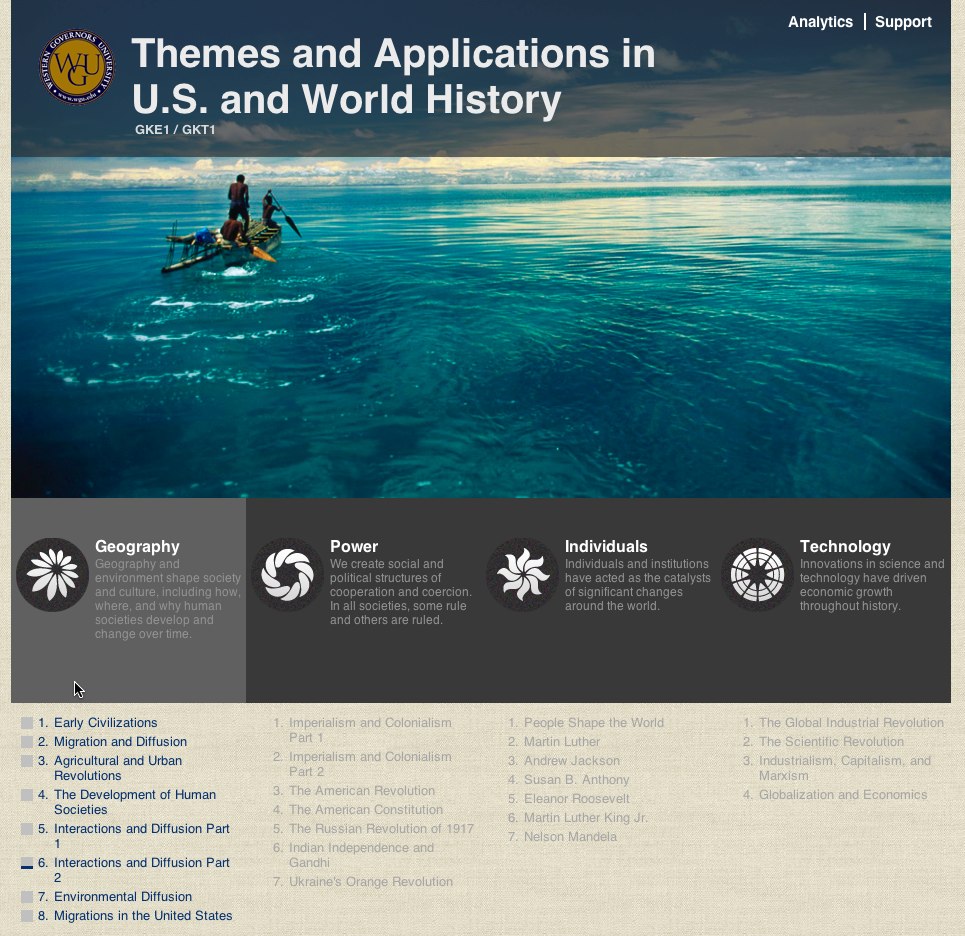 Analytics | Support
WESTERN GOVERNORS UNIVERSITY
WGU
www.wgu.edu
Themes and Applications in
U.S. and World History
GKE1 / GKT1
Geography
Geography and
environment shape society
and culture, including how,
where, and why human
societies develop and
change over time.
Power
We create social and
political structures of
cooperation and coercion.
In all societies, some rule
and others are ruled.
Individuals
Individuals and institutions
have acted as the catalysts
of significant changes
around the world.
Technology
Innovations in science and
technology have driven
economic growth
throughout history.
1. Early Civilizations
2. Migration and Diffusion
3. Agricultural and Urban
Revolutions
4. The Development of Human
Societies
5. Interactions and Diffusion Part
1
6. Interactions and Diffusion Part
2
7. Environmental Diffusion
8. Migrations in the United States
1. Imperialism and Colonialism
Part 1
2. Imperialism and Colonialism
Part 2
3. The American Revolution
4. The American Constitution
5. The Russian Revolution of 1917
6. Indian Independence and
Gandhi
7. Ukraine's Orange Revolution
1. People Shape the World
2. Martin Luther
3. Andrew Jackson
4. Susan B. Anthony
5. Eleanor Roosevelt
6. Martin Luther King Jr.
7. Nelson Mandela
1. The Global Industrial Revolution
2. The Scientific Revolution
3. Industrialism, Capitalism, and
Marxism
4. Globalization and Economics